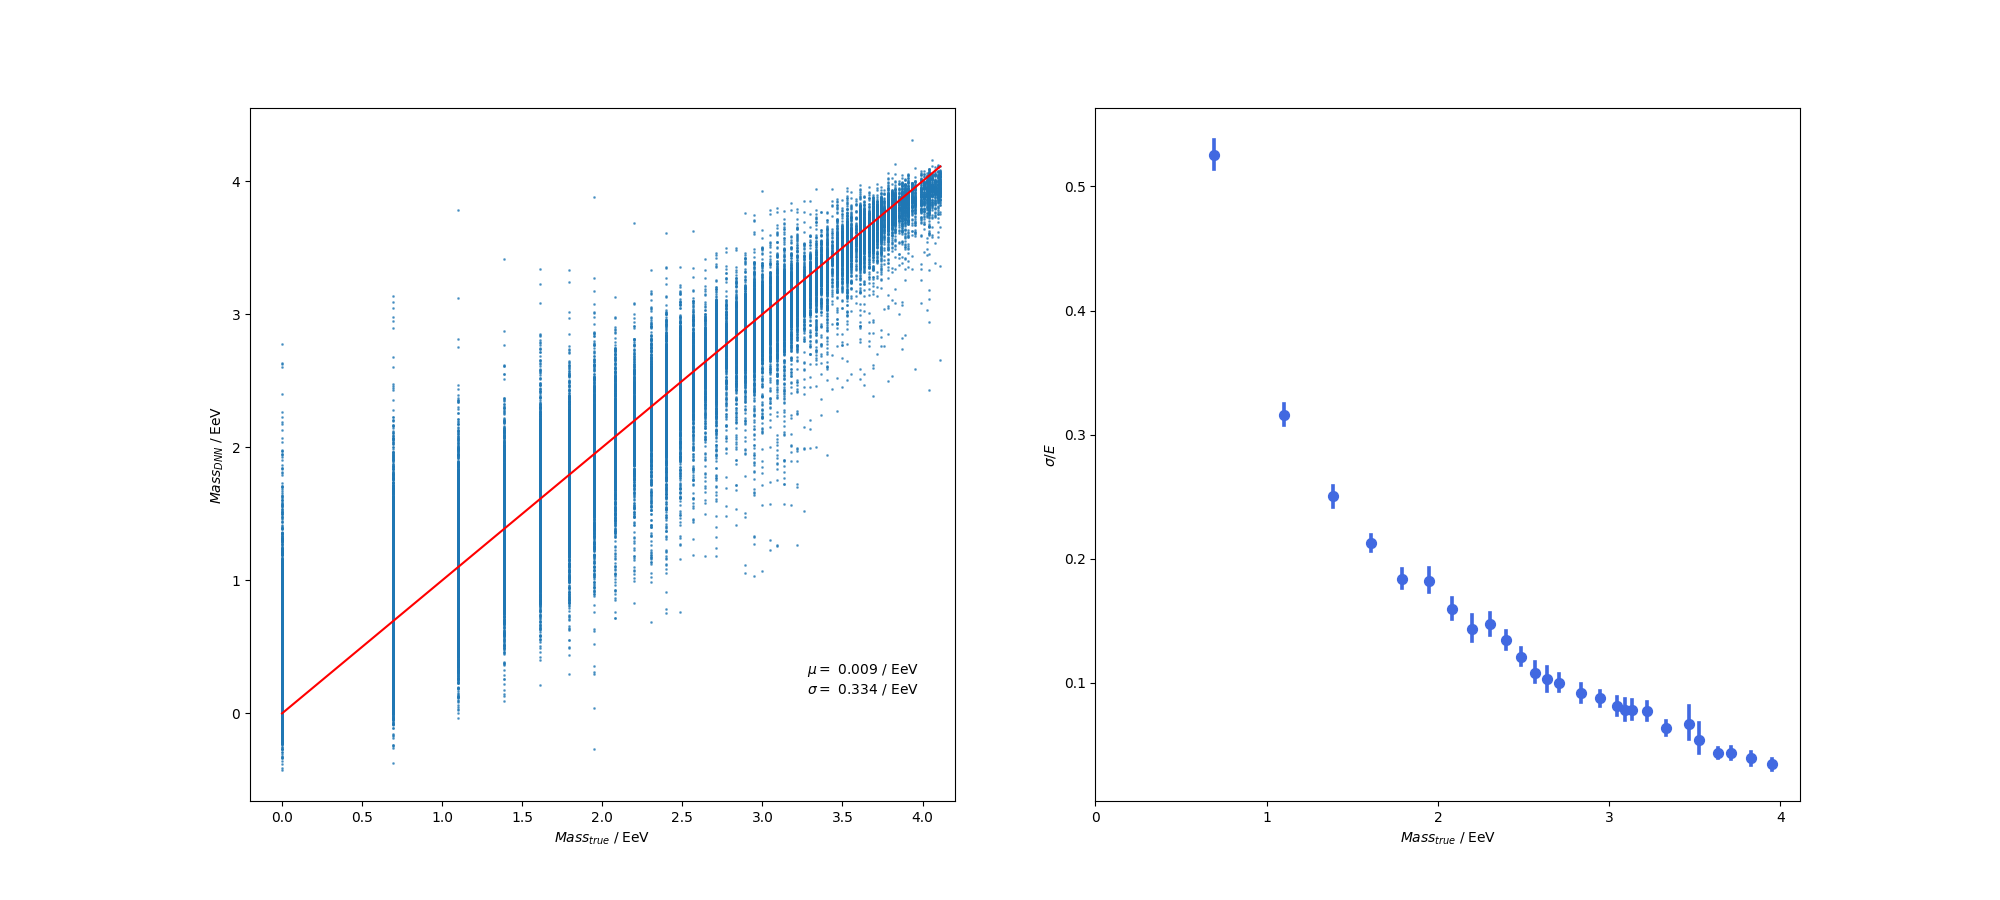 4
3
2
1
0
Mass_DNN / EeV
0.0 0.5 1.0 1.5 2.0 2.5 3.0 3.5 4.0
Mass_true / EeV
μ = 0.009 / EeV
σ = 0.334 / EeV
0.5
0.4
0.3
0.2
0.1
σ/E
0 1 2 3 4
Mass_true / EeV